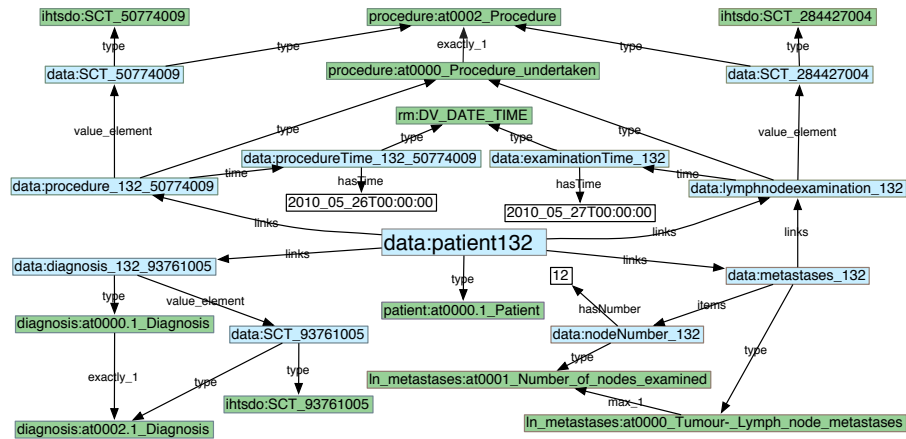 ihtsdo:SCT_50774009
procedure:at0002_Procedure
ihtsdo:SCT_284427004
type
type
exactly_1
type
type
data:SCT_50774009
procedure:at0000_Procedure_undertaken
data:SCT_284427004
rm:DV_DATE_TIME
value_element
type
type
type
type
value_element
data:procedureTime_132_50774009
data:examinationTime_132
data:procedure_132_50774009
time
hasTime
hasTime
time
data:lymphnodeexamination_132
2010_05_26T00:00:00
2010_05_27T00:00:00
links
links
links
data:patient132
links
links
data:diagnosis_132_93761005
12
data:metastases_132
type
value_element
type
hasNumber
items
diagnosis:at0000.1_Diagnosis
patient:at0000.1_Patient
data:SCT_93761005
data:nodeNumber_132
type
type
exactly_1
type
type
ln_metastases:at0001_Number_of_nodes_examined
ihtsdo:SCT_93761005
max_1
diagnosis:at0002.1_Diagnosis
ln_metastases:at0000_Tumour-_Lymph_node_metastases